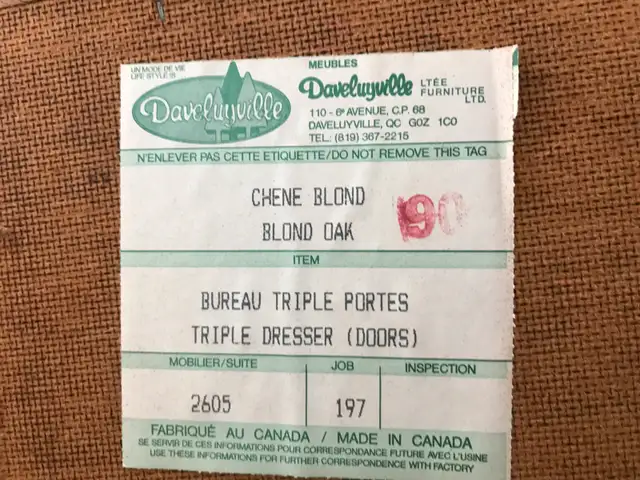 UN MODE DE VIE
LIFE STYLE IS
Daveluyville
MEUBLES
Daveluyville LTÉE FURNITURE LTD.
110 - 6e AVENUE, C.P. 68
DAVELUYVILLE, QC G0Z 1C0
TEL.: (819) 367-2215
N'ENLEVER PAS CETTE ETIQUETTE/DO NOT REMOVE THIS TAG
CHENE BLOND
BLOND OAK
90
ITEM
BUREAU TRIPLE PORTES
TRIPLE DRESSER (DOORS)
MOBILIER/SUITE JOB INSPECTION
2605 197
FABRIQUÉ AU CANADA / MADE IN CANADA
SE SERVIR DE CES INFORMATIONS POUR CORRESPONDANCE FUTURE AVEC L'USINE
USE THESE INFORMATIONS FOR FURTHER CORRESPONDENCE WITH FACTORY